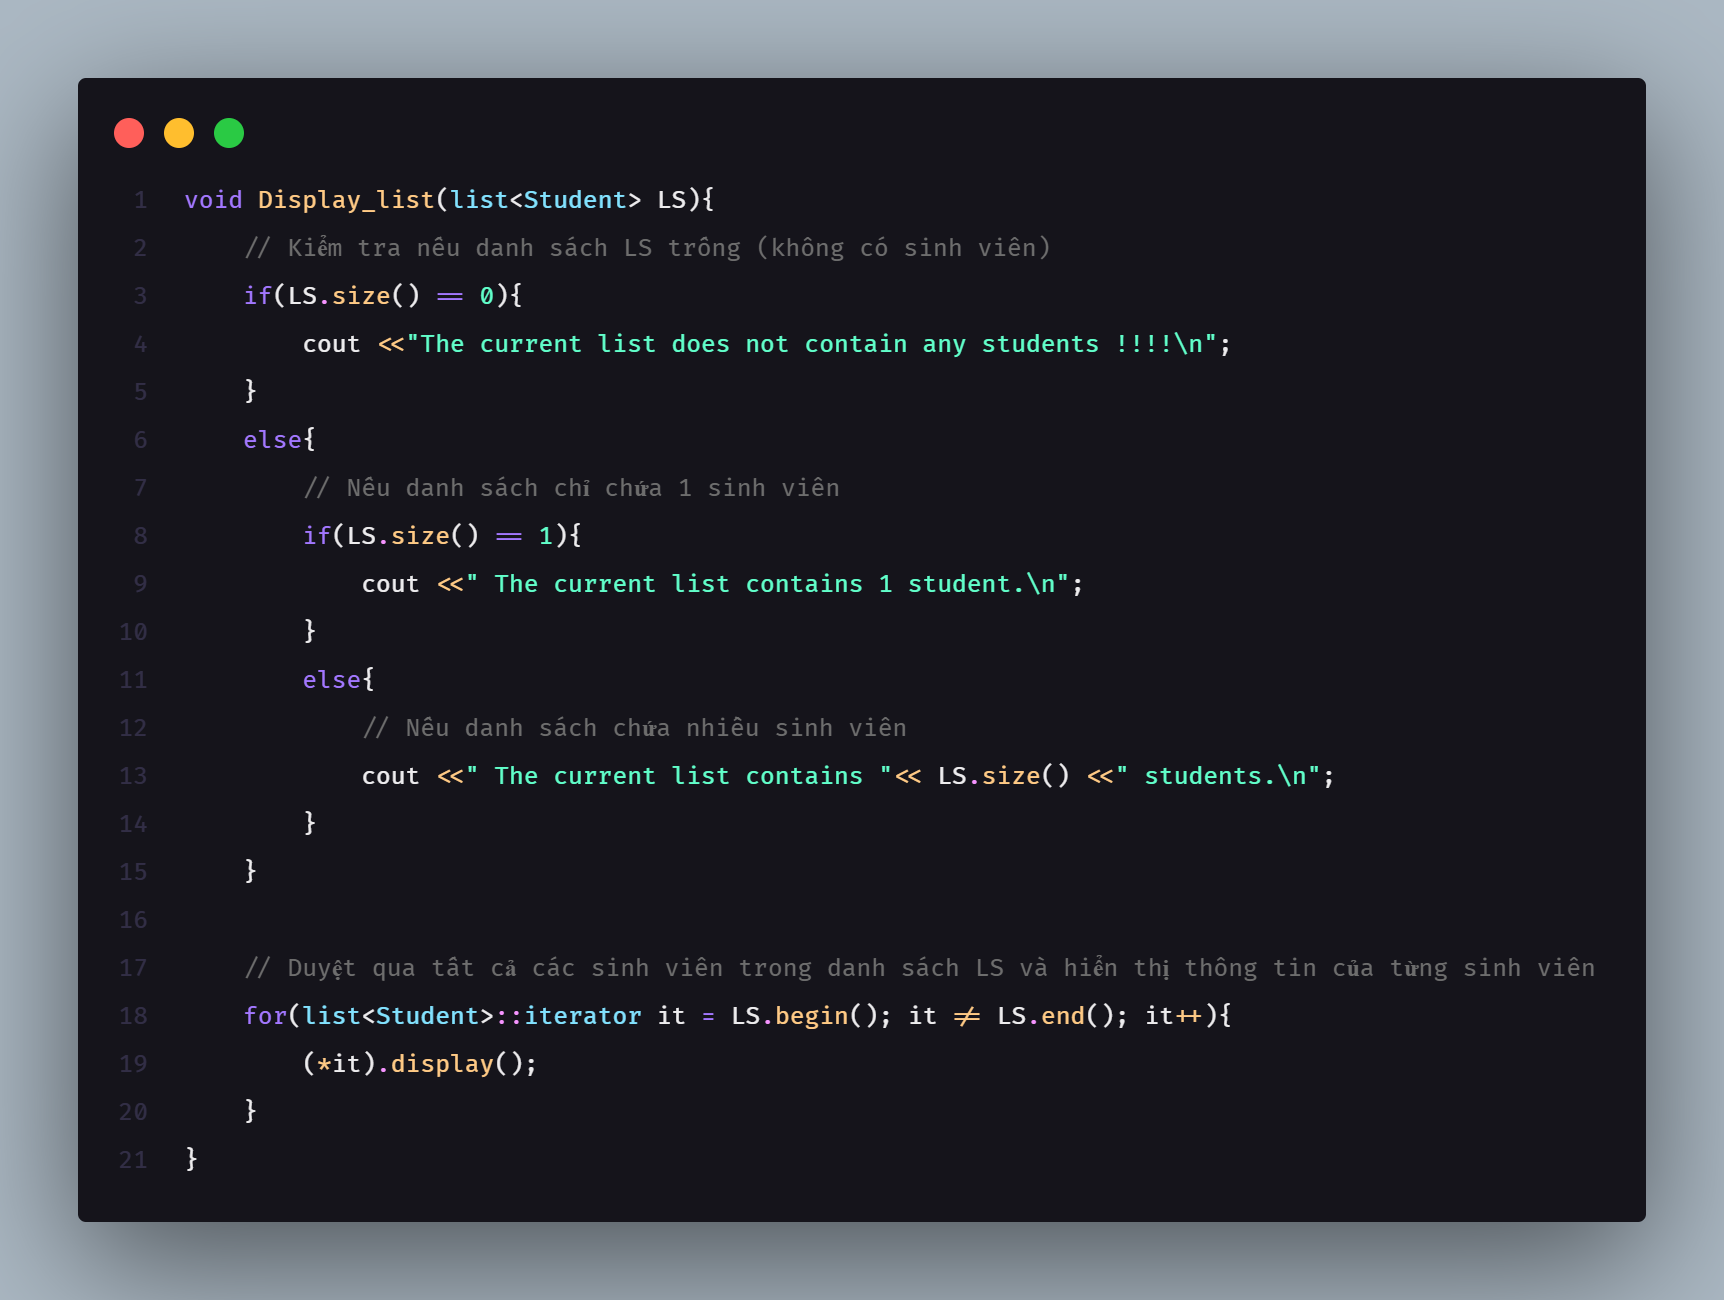 1 void Display_list(list<Student> LS){
2 // Kiểm tra nếu danh sách LS trống (không có sinh viên)
3 if(LS.size() == 0){
4 cout <<"The current list does not contain any students !!!!\n";
5 }
6 else{
7 // Nếu danh sách chỉ chứa 1 sinh viên
8 if(LS.size() == 1){
9 cout <<" The current list contains 1 student.\n";
10 }
11 else{
12 // Nếu danh sách chứa nhiều sinh viên
13 cout <<" The current list contains "<< LS.size() <<" students.\n";
14 }
15 }
16
17 // Duyệt qua tất cả các sinh viên trong danh sách LS và hiển thị thông tin của từng sinh viên
18 for(list<Student>::iterator it = LS.begin(); it != LS.end(); it++){
19 (*it).display();
20 }
21 }